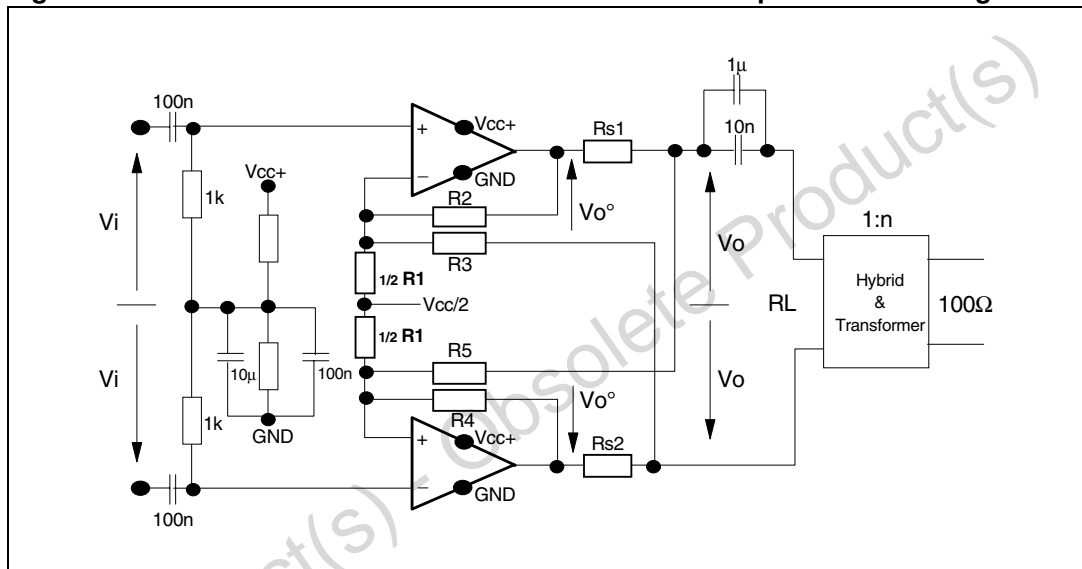 1µ
100n
10n
Vcc+
+
Rs1
GND
_
Vcc+
R2
1k
Vo°
Vi
Vo
1:n
R3
1/2 R1
Hybrid
&
Transformer
Vcc/2
RL
100Ω
1/2 R1
R5
Vi
10µ
100n
Vo°
Vo
R4
1k
Vcc+
GND
+
Rs2
_
GND
100n
ct(s) - Obsolete Product(s)